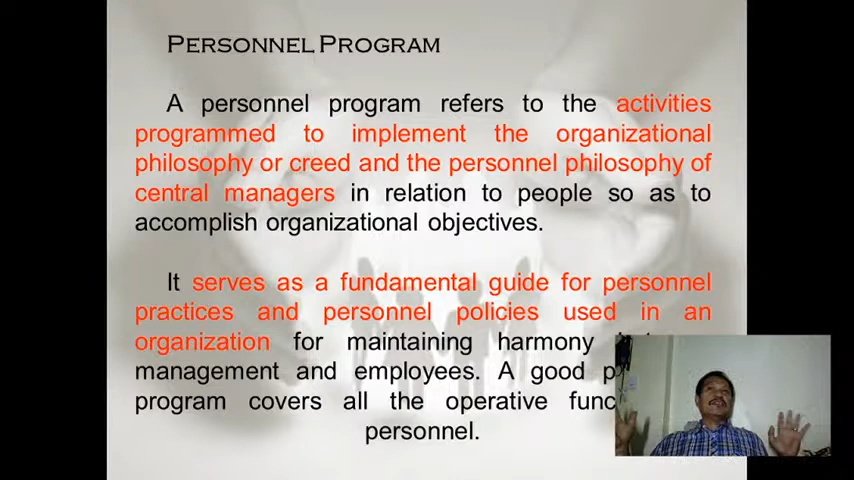 PERSONNEL PROGRAM
A personnel program refers to the activities
programmed to implement the organizational
philosophy or creed and the personnel philosophy of
central managers in relation to people so as to
accomplish organizational objectives.
It serves as a fundamental guide for personnel
practices and personnel policies used in an
organization for maintaining harmony
management and employees. A good
program covers all the operative
personnel.